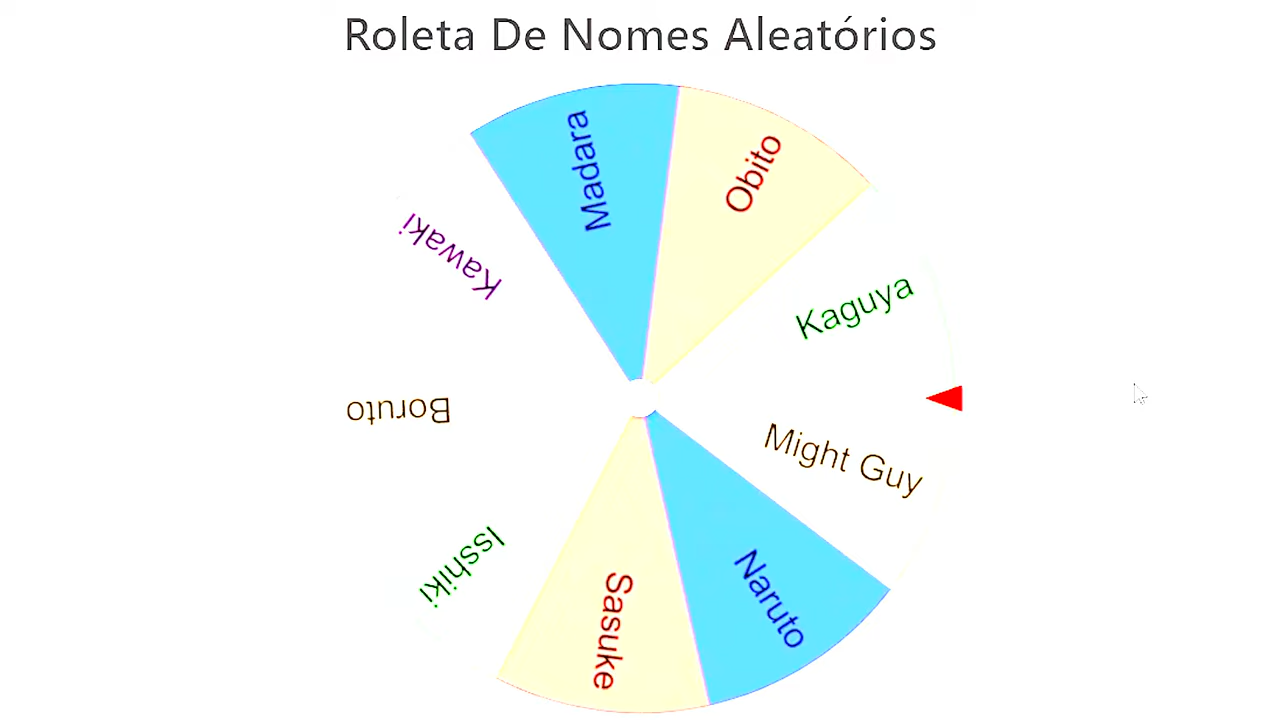 Roleta De Nomes Aleatórios
Madara
Obito
Kaguya
Might Guy
Naruto
Sasuke
Isshiki
Boruto
Kawaki